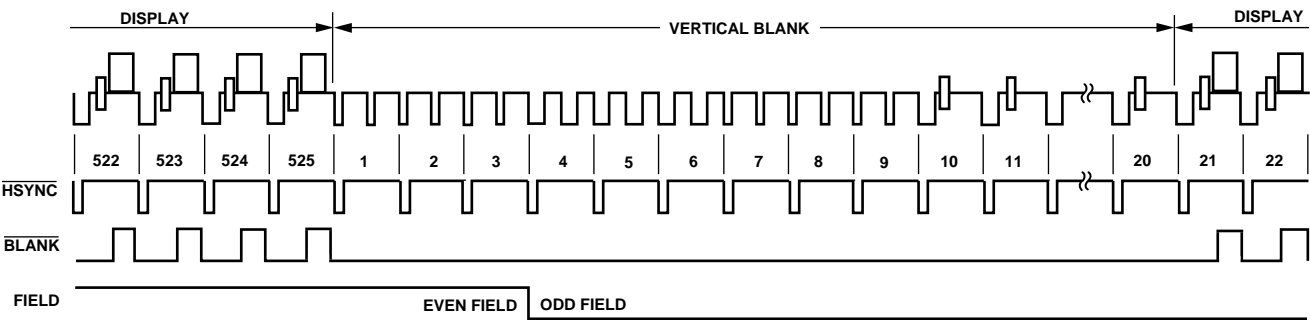 DISPLAY VERTICAL BLANK DISPLAY
522 523 524 525 1 2 3 4 5 6 7 8 9 10 11 20 21 22
HSYNC
BLANK
FIELD EVEN FIELD ODD FIELD